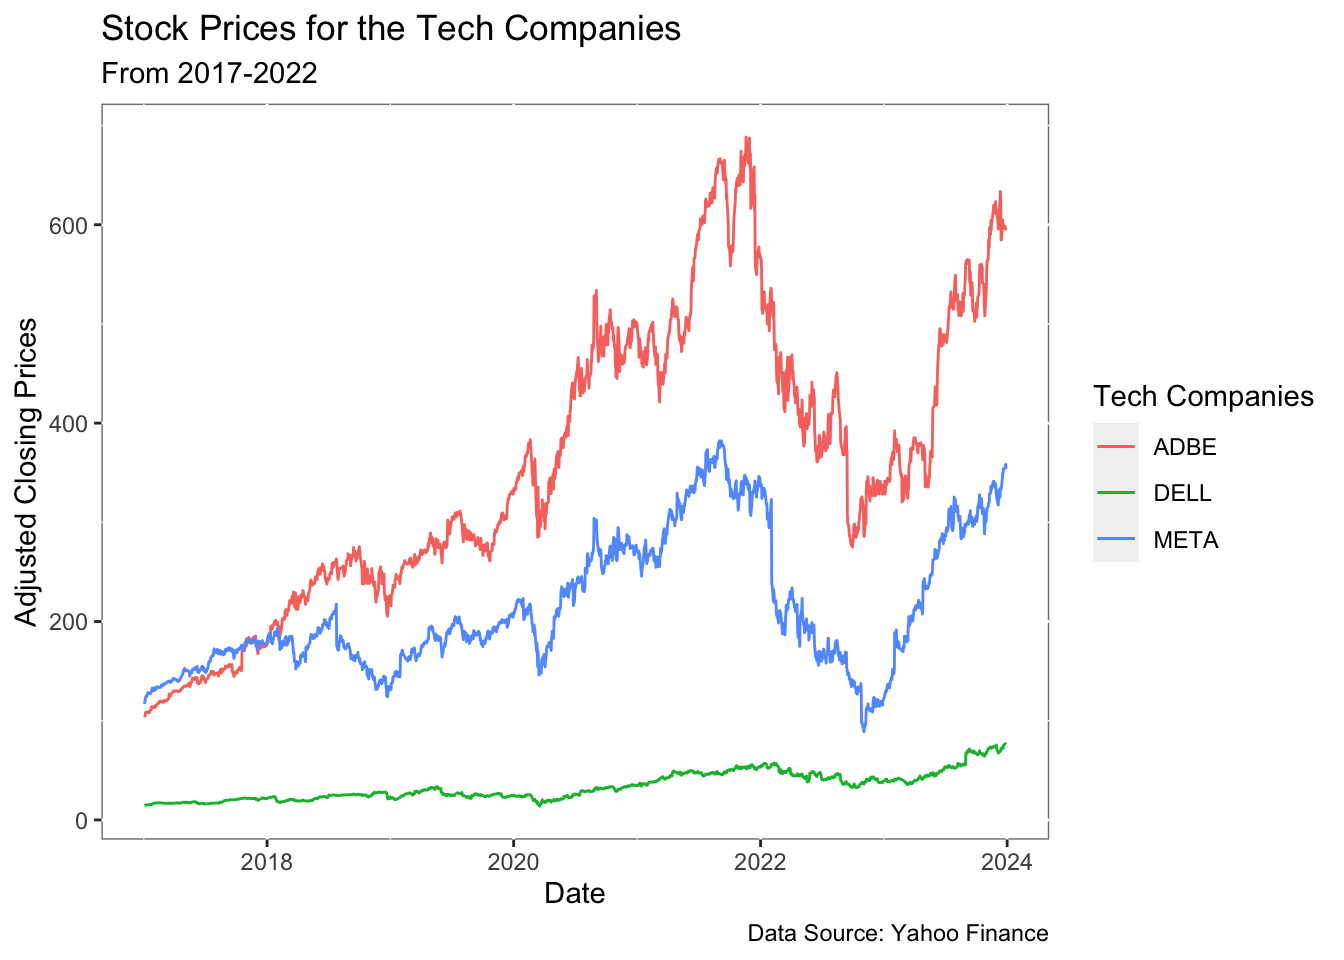 Stock Prices for the Tech Companies
From 2017-2022
Adjusted Closing Prices
600
400
200
0
2018
2020
2022
2024
Date
Tech Companies
ADBE
DELL
META
Data Source: Yahoo Finance